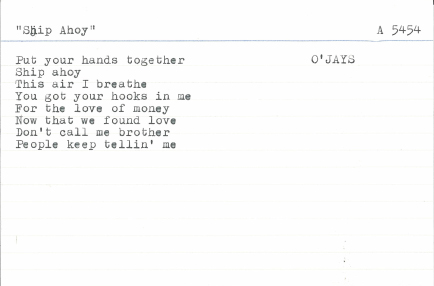 "Ship Ahoy" A 5454
Put your hands together O'JAYS
Ship ahoy
This air I breathe
You got your hooks in me
For the love of money
Now that we found love
Don't call me brother
People keep tellin' me